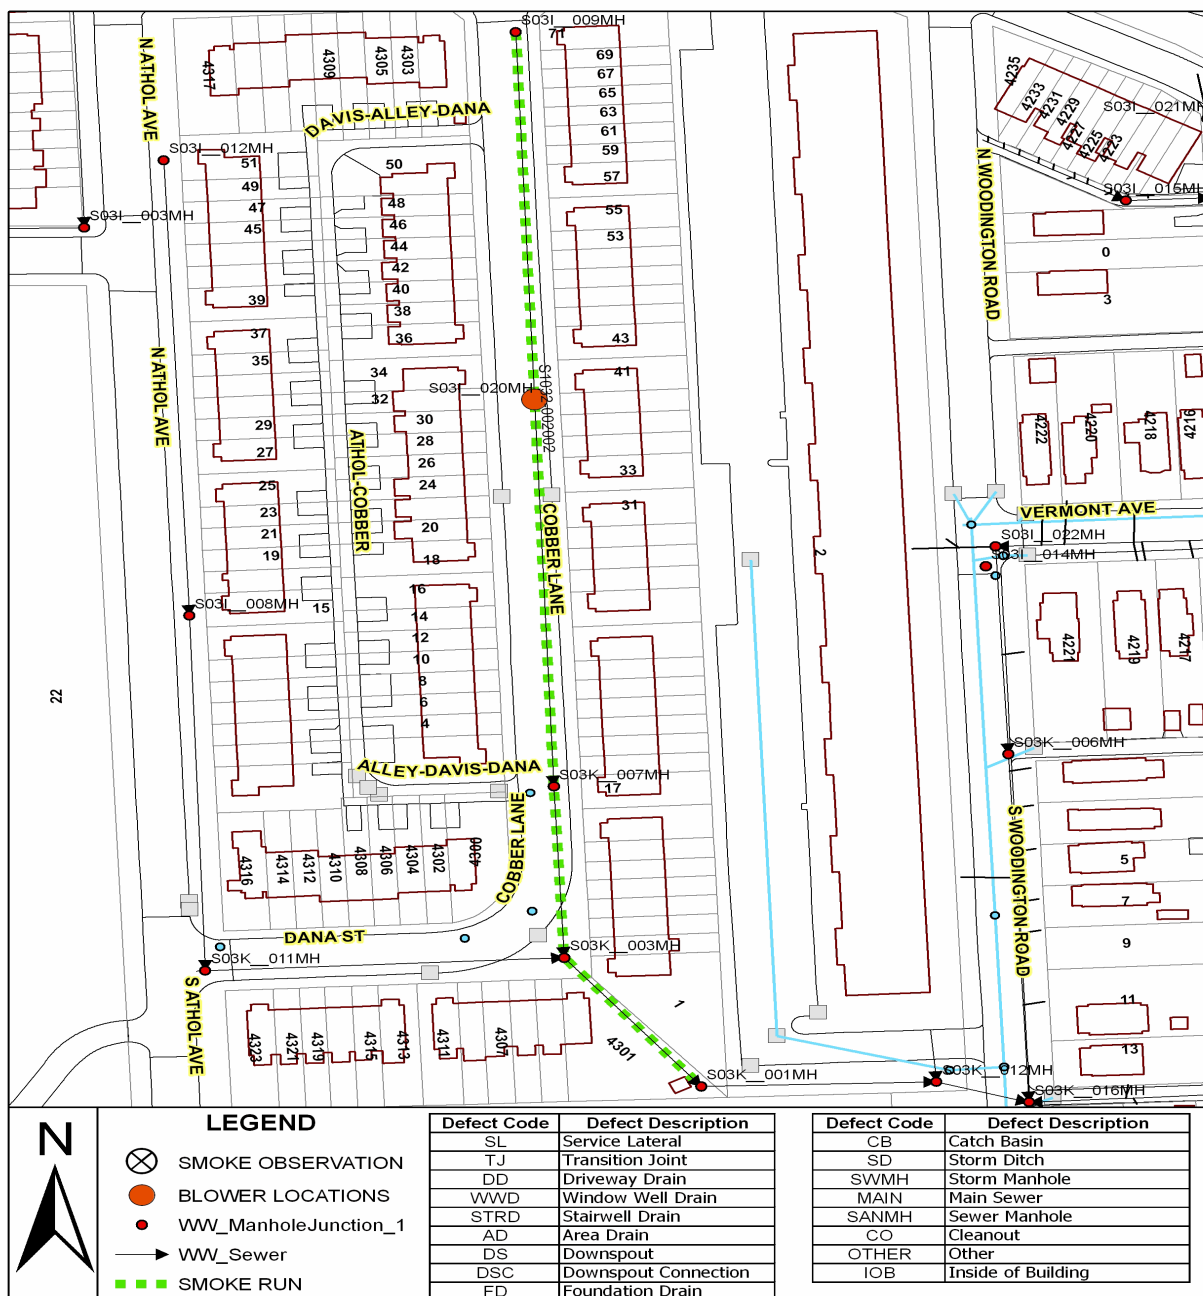 S03I__009MH
71
69
67
65
63
61
59
57
N ATHOL AVE
4317
4309
4305
4303
DAVIS-ALLEY-DANA
4235
4233
4231
4229
4227
4225
4223
S03I__021MH
S03I__015MH
S03I__012MH
S03I__003MH
51
49
47
45
39
50
48
46
44
42
40
38
36
55
53
43
N WOODINGTON ROAD
0
3
N ATHOL AVE
37
35
29
27
34
32
S03I__020MH
S1032-002002
30
28
26
24
20
18
41
33
4222
4220
4218
4216
ATHOL-COBBER
25
23
21
19
15
31
COBBER LANE
2
VERMONT AVE
S03I__022MH
S03I__014MH
S03I__008MH
16
14
12
10
8
6
4
4221
4219
4217
22
ALLEY-DAVIS-DANA
S03K__007MH
17
S03K__006MH
COBBER LANE
4316
4314
4312
4310
4308
4306
4304
4302
4300
S WOODINGTON ROAD
5
7
9
11
13
DANA ST
S03K__011MH
S03K__003MH
S ATHOL AVE
4323
4321
4319
4315
4313
4311
4307
4301
1
S03K__001MH
S03K__012MH
S03K__016MH
N
LEGEND
SMOKE OBSERVATION
BLOWER LOCATIONS
WW_ManholeJunction_1
WW_Sewer
SMOKE RUN
Defect Code Defect Description
SL Service Lateral
TJ Transition Joint
DD Driveway Drain
WWD Window Well Drain
STRD Stairwell Drain
AD Area Drain
DS Downspout
DSC Downspout Connection
FD Foundation Drain
Defect Code Defect Description
CB Catch Basin
SD Storm Ditch
SWMH Storm Manhole
MAIN Main Sewer
SANMH Sewer Manhole
CO Cleanout
OTHER Other
IOB Inside of Building